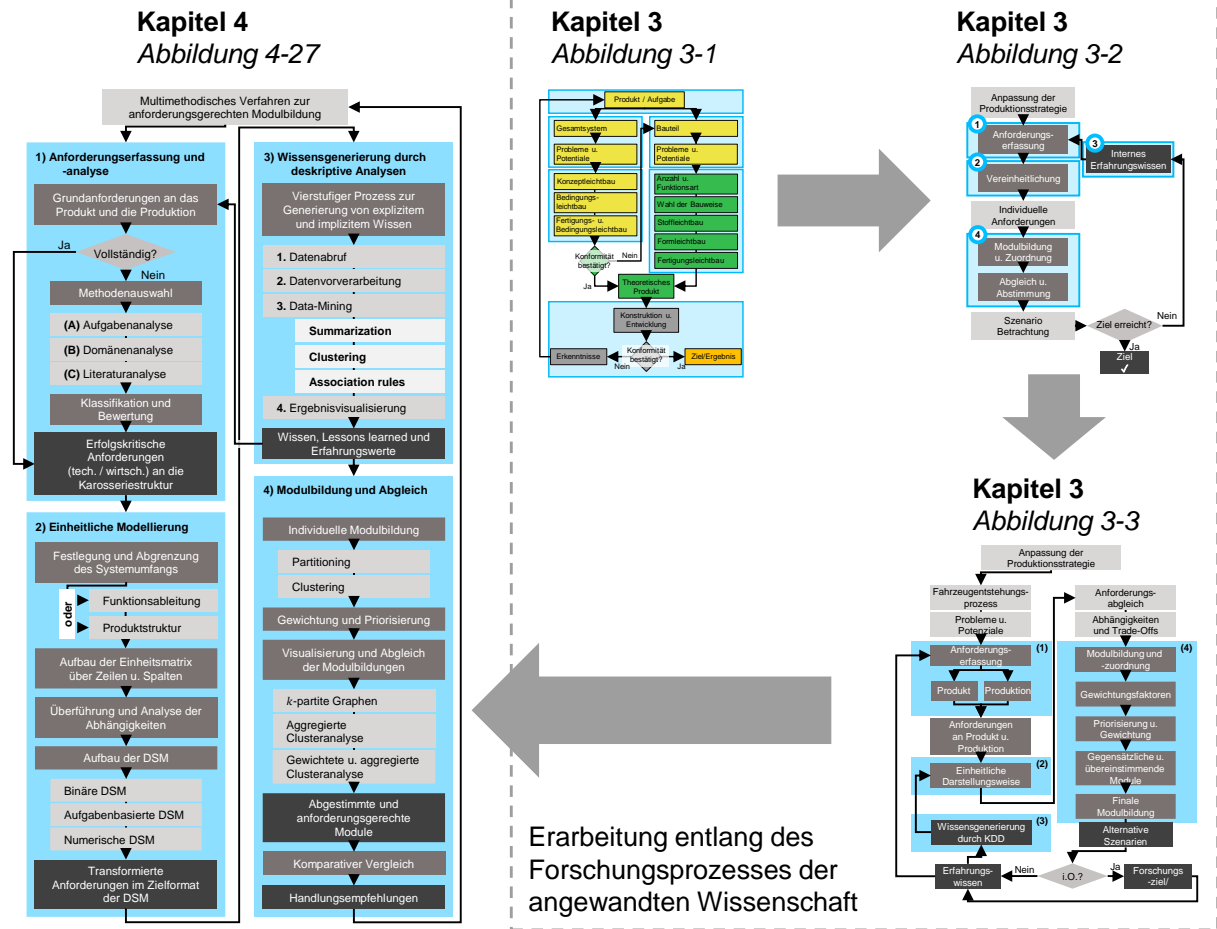 Kapitel 4
Abbildung 4-27
Multimethodisches Verfahren zur
anforderungsgerechten Modulbildung
1) Anforderungserfassung und
-analyse
Grundanforderungen an das
Produkt und die Produktion
Ja
Vollständig?
Nein
Methodenauswahl
(A) Aufgabenanalyse
(B) Domänenanalyse
(C) Literaturanalyse
Klassifikation und
Bewertung
Erfolgskritische
Anforderungen
(tech. / wirtsch.) an die
Karosseriestruktur
2) Einheitliche Modellierung
Festlegung und Abgrenzung
des Systemumfangs
oder
Funktionsableitung
Produktstruktur
Aufbau der Einheitsmatrix
über Zeilen u. Spalten
Überführung und Analyse der
Abhängigkeiten
Aufbau der DSM
Binäre DSM
Aufgabenbasierte DSM
Numerische DSM
Transformierte
Anforderungen im Zielformat
der DSM
3) Wissensgenerierung durch
deskriptive Analysen
Vierstufiger Prozess zur
Generierung von explizitem
und implizitem Wissen
1. Datenabruf
2. Datenvorverarbeitung
3. Data-Mining
Summarization
Clustering
Association rules
4. Ergebnisvisualisierung
Wissen, Lessons learned und
Erfahrungswerte
4) Modulbildung und Abgleich
Individuelle Modulbildung
Partitioning
Clustering
Gewichtung und Priorisierung
Visualisierung und Abgleich
der Modulbildungen
k-partite Graphen
Aggregierte
Clusteranalyse
Gewichtete u. aggregierte
Clusteranalyse
Abgestimmte und
anforderungsgerechte
Module
Komparativer Vergleich
Handlungsempfehlungen
Kapitel 3
Abbildung 3-1
Produkt / Aufgabe
Gesamtsystem
Probleme u.
Potentiale
Konzeptleichtbau
Bedingungs-
leichtbau
Fertigungs- u.
Bedingungsleichtbau
Konformität
bestätigt?
Nein
Ja
Bauteil
Probleme u.
Potentiale
Anzahl u.
Funktionsart
Wahl der Bauweise
Stoffleichtbau
Formleichtbau
Fertigungsleichtbau
Theoretisches
Produkt
Konstruktion u.
Entwicklung
Erkenntnisse
Konformität
bestätigt?
Nein
Ja
Ziel/Ergebnis
Kapitel 3
Abbildung 3-2
Anpassung der
Produktionsstrategie
1
Anforderungs-
erfassung
3
Internes
Erfahrungswissen
2
Vereinheitlichung
Individuelle
Anforderungen
4
Modulbildung
u. Zuordnung
Abgleich u.
Abstimmung
Szenario
Betrachtung
Ziel erreicht?
Nein
Ja
Ziel
✓
Kapitel 3
Abbildung 3-3
Anpassung der
Produktionsstrategie
Fahrzeugentstehungs-
prozess
Probleme u.
Potenziale
(1)
Anforderungs-
erfassung
Produkt
Produktion
Anforderungen
an Produkt u.
Produktion
(2)
Einheitliche
Darstellungsweise
(3)
Wissensgenerierung
durch KDD
Erfahrungs-
wissen
Nein
i.O.?
Ja
Forschungs
-ziel/
Anforderungs-
abgleich
Abhängigkeiten
und Trade-Offs
(4)
Modulbildung und
-zuordnung
Gewichtungsfaktoren
Priorisierung u.
Gewichtung
Gegensätzliche u.
übereinstimmende
Module
Finale
Modulbildung
Alternative
Szenarien
Erarbeitung entlang des
Forschungsprozesses der
angewandten Wissenschaft